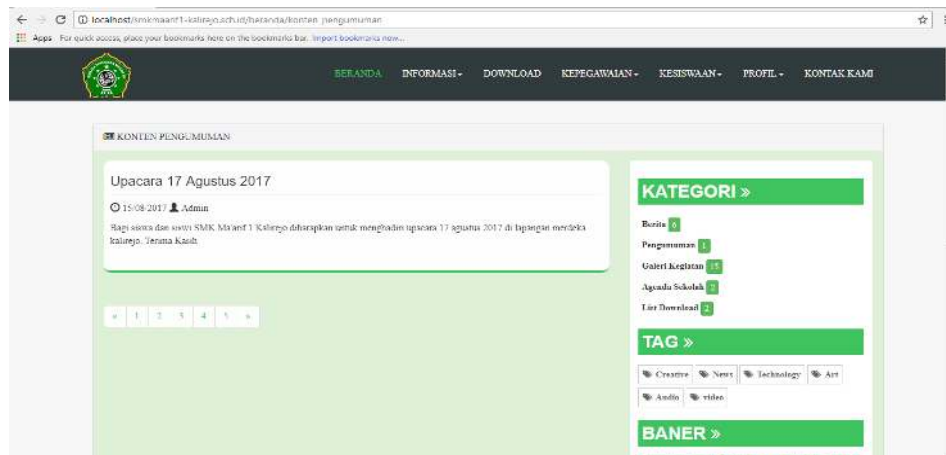 localhost/smkmaarif1-kalirejo.sch.id/beranda/konten_pengumuman
Apps For quick access, place your bookmarks here on the bookmarks bar. Import bookmarks now...
BERANDA INFORMASI DOWNLOAD KEPEGAWAIAN KESISWAAN PROFIL KONTAK KAMI
KONTEN PENGUMUMAN
Upacara 17 Agustus 2017
15-08-2017 Admin
Bagi siswa dan siswi SMK Ma'arif 1 Kalirejo diharapkan untuk menghadiri upacara 17 agustus 2017 di lapangan merdeka
kalirejo, Terima Kasih
« 1 2 3 4 5 »
KATEGORI »
Berita 6
Pengumuman 1
Galeri Kegiatan 15
Agenda Sekolah 2
List Download 2
TAG »
Creative News Technology Art
Audio video
BANER »